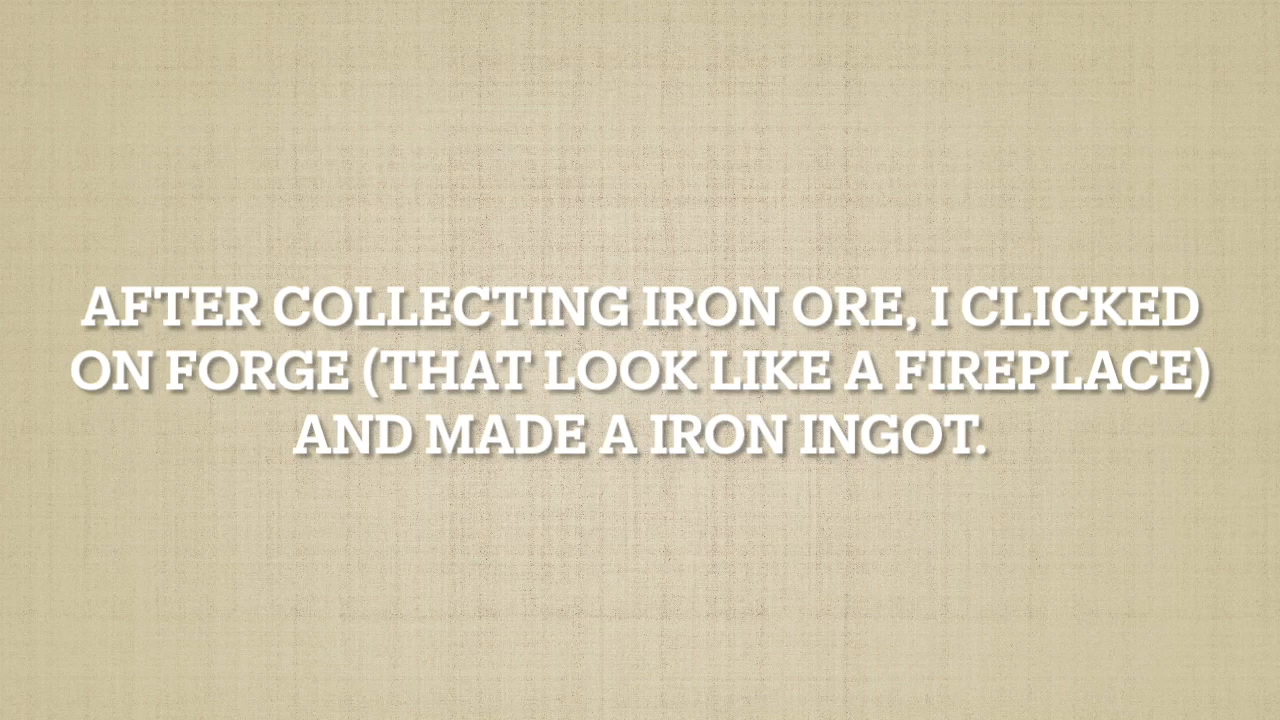 AFTER COLLECTING IRON ORE, I CLICKED
ON FORGE (THAT LOOK LIKE A FIREPLACE)
AND MADE A IRON INGOT.